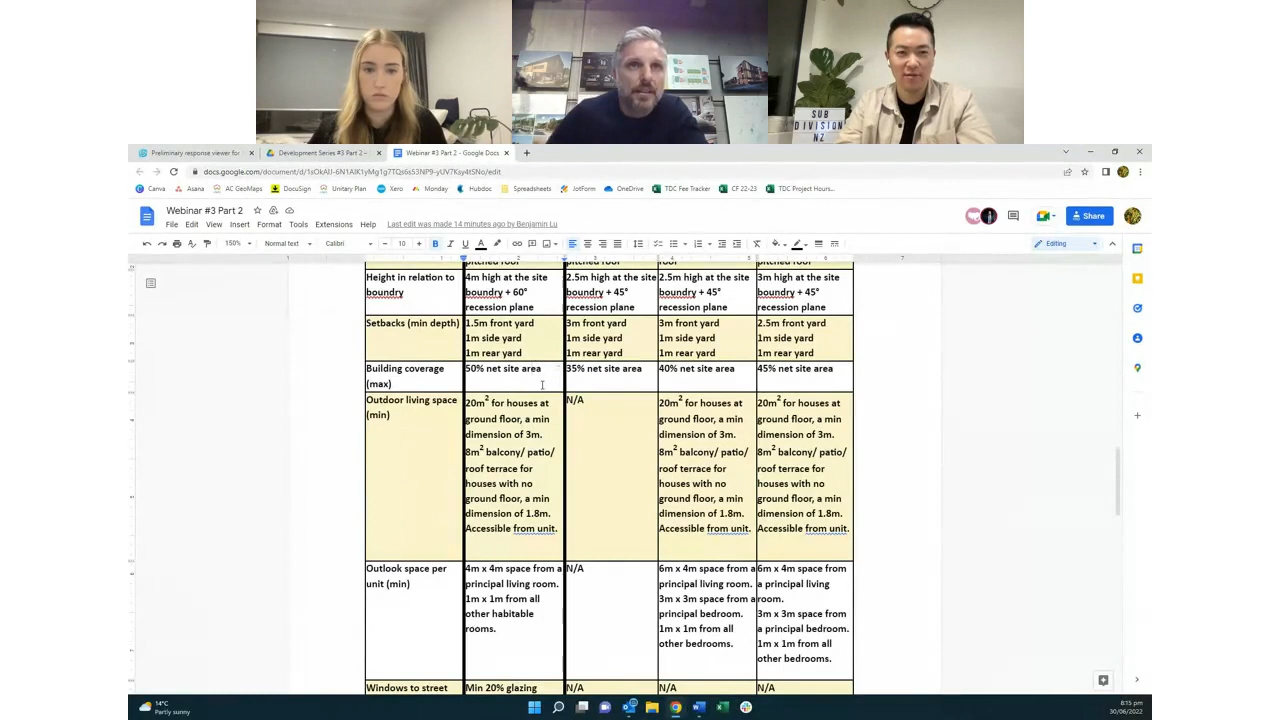 SUB
DIVISION
NZ
Preliminary response viewer for
Development Series #3 Part 2 -
Webinar #3 Part 2 - Google Docs
Canva
Asana
AC GeoMaps
DocuSign
Unitary Plan
Xero
Monday
Hubdoc
Spreadsheets
JotForm
OneDrive
TDC Fee Tracker
CF 22-23
TDC Project Hours...
Webinar #3 Part 2
File Edit View Insert Format Tools Extensions Help
Last edit was made 14 minutes ago by Benjamin Lu
Share
150%
Normal text
Calibri
10
Editing
Height in relation to
boundry
4m high at the site
boundry + 60°
recession plane
2.5m high at the site
boundry + 45°
recession plane
2.5m high at the site
boundry + 45°
recession plane
3m high at the site
boundry + 45°
recession plane
Setbacks (min depth)
1.5m front yard
1m side yard
1m rear yard
3m front yard
1m side yard
1m rear yard
3m front yard
1m side yard
1m rear yard
2.5m front yard
1m side yard
1m rear yard
Building coverage
(max)
50% net site area
35% net site area
40% net site area
45% net site area
Outdoor living space
(min)
20m² for houses at
ground floor, a min
dimension of 3m.
8m² balcony/ patio/
roof terrace for
houses with no
ground floor, a min
dimension of 1.8m.
Accessible from unit.
N/A
20m² for houses at
ground floor, a min
dimension of 3m.
8m² balcony/ patio/
roof terrace for
houses with no
ground floor, a min
dimension of 1.8m.
Accessible from unit.
20m² for houses at
ground floor, a min
dimension of 3m.
8m² balcony/ patio/
roof terrace for
houses with no
ground floor, a min
dimension of 1.8m.
Accessible from unit.
Outlook space per
unit (min)
4m x 4m space from a
principal living room.
1m x 1m from all
other habitable
rooms.
N/A
6m x 4m space from a
principal living room.
3m x 3m space from a
principal bedroom.
1m x 1m from all
other bedrooms.
6m x 4m space from
a principal living
room.
3m x 3m space from
a principal bedroom.
1m x 1m from all
other bedrooms.
Windows to street
Min 20% glazing
N/A
N/A
N/A
14°C
Partly sunny
8:15 pm
30/06/2022